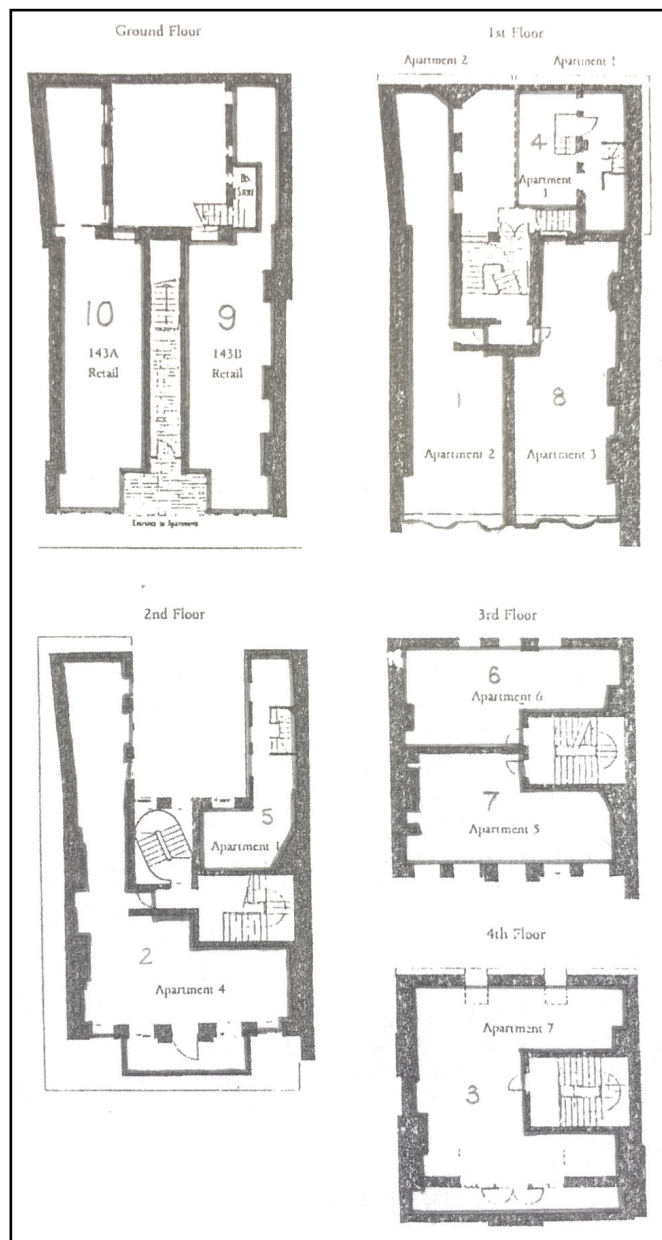 Ground Floor
Bin
Store
10
143A
Retail
9
143B
Retail
Entrance to Apartments
1st Floor
Apartment 2
Apartment 1
4
Apartment
1
1
Apartment 2
8
Apartment 3
2nd Floor
5
Apartment 1
2
Apartment 4
3rd Floor
6
Apartment 6
7
Apartment 5
4th Floor
Apartment 7
3